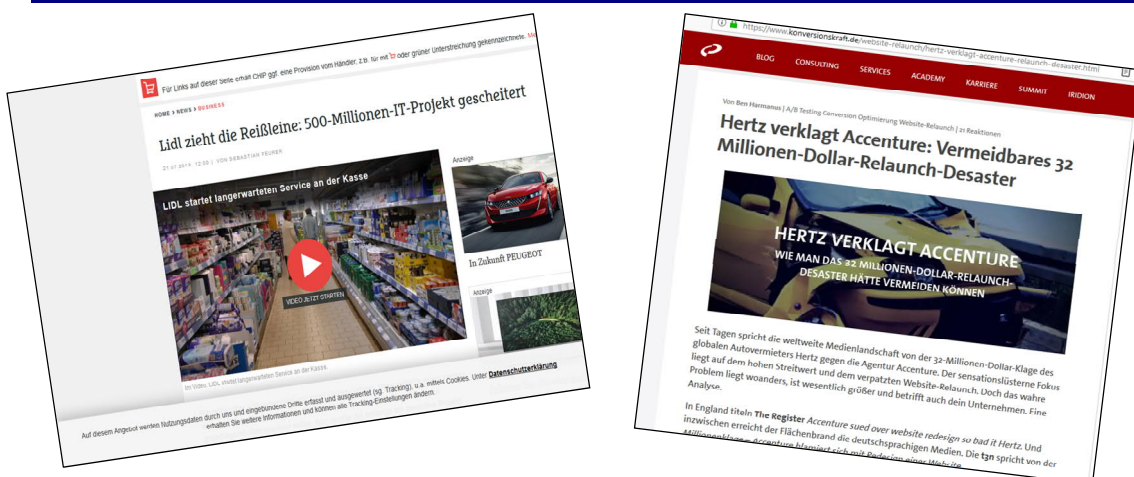 Für Links auf dieser Seite erhält CHIP ggf. eine Provision vom Händler, z.B. für mit oder grüner Unterstreichung gekennzeichnete.
HOME > NEWS > BUSINESS
Lidl zieht die Reißleine: 500-Millionen-IT-Projekt gescheitert
VON SEBASTIAN FEURER
LIDL startet langerwarteten Service an der Kasse
VIDEO JETZT STARTEN
Im Video: LIDL startet langerwarteten Service an der Kasse.
Anzeige
In Zukunft PEUGEOT
Anzeige
Auf diesem Angebot werden Nutzungsdaten durch uns und eingebundene Dritte erfasst und ausgewertet (sg. Tracking), u.a. mittels Cookies. Unter Datenschutzerklärung
erhalten Sie weitere Informationen und können alle Tracking-Einstellungen ändern.
https://www.konversionskraft.de/website-relaunch/hertz-verklagt-accenture-relaunch-desaster.html
BLOG CONSULTING SERVICES ACADEMY KARRIERE SUMMIT IRIDION
Von Ben Harmanus | A/B Testing Conversion Optimierung Website-Relaunch | 21 Reaktionen
Hertz verklagt Accenture: Vermeidbares 32
Millionen-Dollar-Relaunch-Desaster
HERTZ VERKLAGT ACCENTURE
WIE MAN DAS 32 MILLIONEN-DOLLAR-RELAUNCH-
DESASTER HÄTTE VERMEIDEN KÖNNEN
Seit Tagen spricht die weltweite Medienlandschaft von der 32-Millionen-Dollar-Klage des
globalen Autovermieters Hertz gegen die Agentur Accenture. Der sensationslüsterne Fokus
liegt auf dem hohen Streitwert und dem verpatzten Website-Relaunch. Doch das wahre
Problem liegt woanders, ist wesentlich größer und betrifft auch dein Unternehmen. Eine
Analyse.
In England titeln The Register Accenture sued over website redesign so bad it Hertz. Und
inzwischen erreicht der Flächenbrand die deutschsprachigen Medien. Die t3n spricht von der
Millionenklage – Accenture blamiert sich mit Redesign einer Website